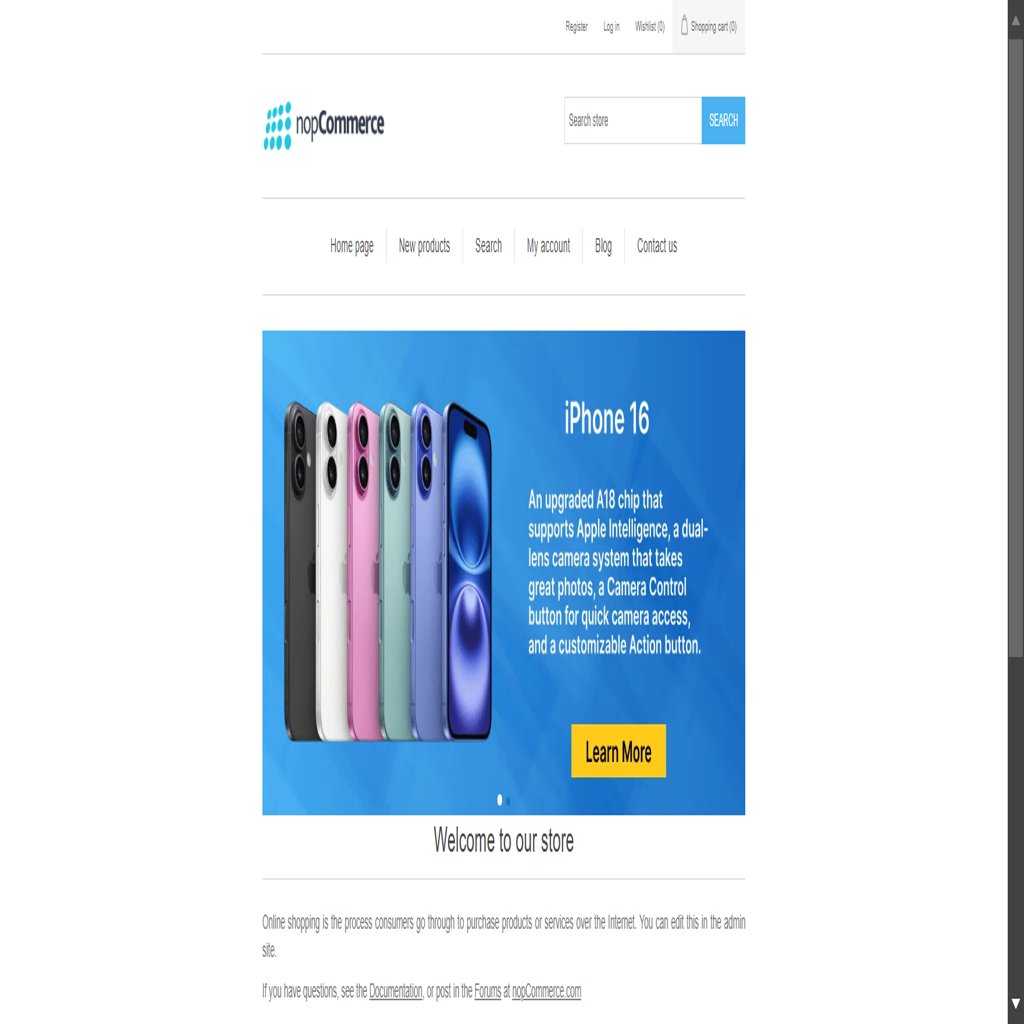 Register Log in Wishlist (0) Shopping cart (0)
nopCommerce
Search store SEARCH
Home page New products Search My account Blog Contact us
iPhone 16
An upgraded A18 chip that
supports Apple Intelligence, a dual-
lens camera system that takes
great photos, a Camera Control
button for quick camera access,
and a customizable Action button.
Learn More
Welcome to our store
Online shopping is the process consumers go through to purchase products or services over the Internet. You can edit this in the admin
site.
If you have questions, see the Documentation, or post in the Forums at nopCommerce.com